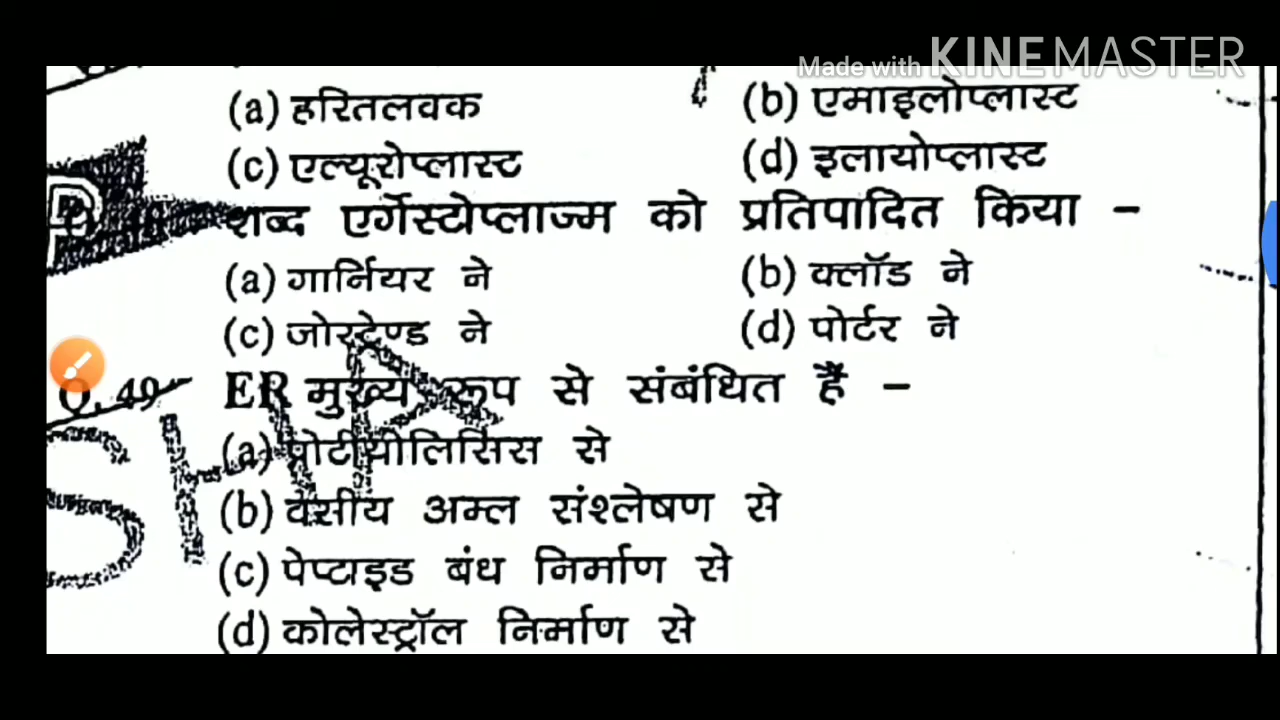 Made with KINEMASTER
(a) हरितलवक (b) एमाइलोप्लास्ट
(c) एल्यूरोप्लास्ट (d) इलायोप्लास्ट
शब्द एर्गेस्टोप्लाज्म को प्रतिपादित किया –
(a) गार्नियर ने (b) क्लॉड ने
(c) जोस्ट्रेण्ड ने (d) पोर्टर ने
Q. 49 ER मुख्य रूप से संबंधित हैं –
(a) प्रोटीयोलिसिस से
(b) वसीय अम्ल संश्लेषण से
(c) पेप्टाइड बंध निर्माण से
(d) कोलेस्ट्रॉल निर्माण से